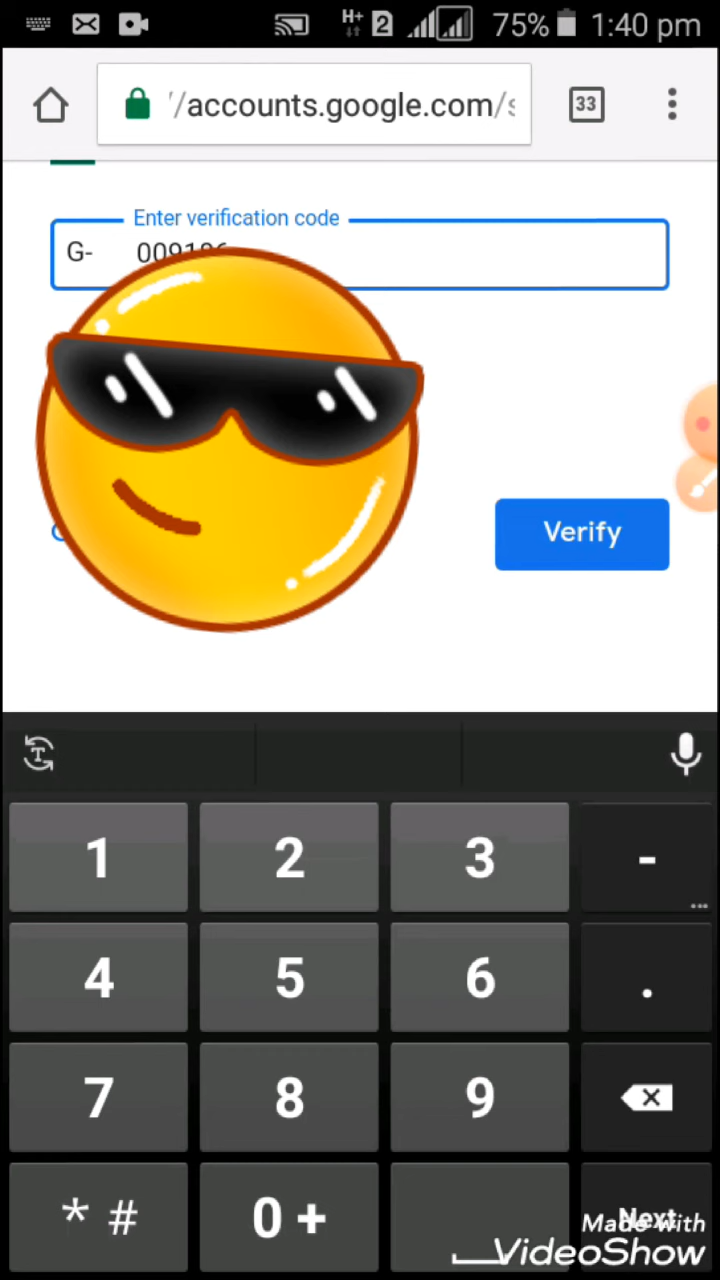 H+ 2 75% 1:40 pm
//accounts.google.com/s 33
Enter verification code
G-
Verify
T
1 2 3 -
...
4 5 6 .
7 8 9
* # 0 + Next
Made with
VideoShow